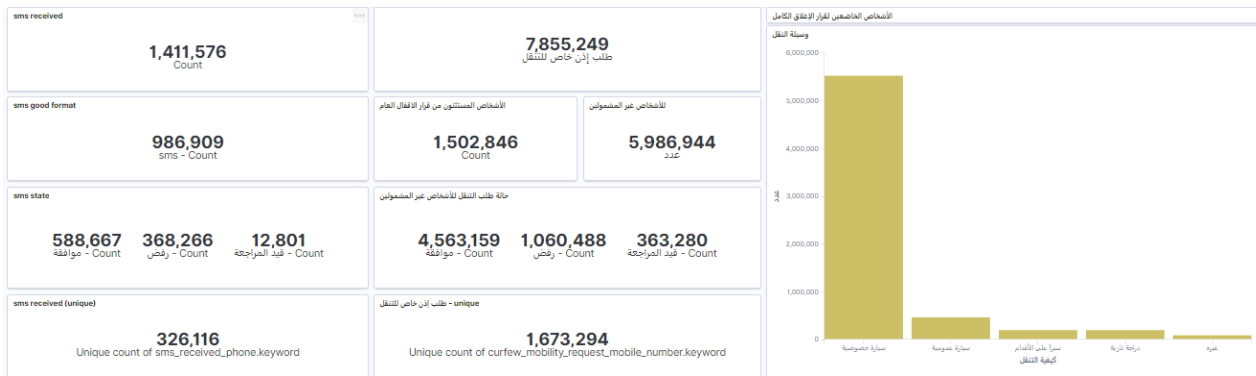 sms received
1,411,576
Count
7,855,249
طلب إذن خاص للتنقل
sms good format
986,909
sms - Count
الأشخاص المستثنون من قرار الاقفال العام
1,502,846
Count
للأشخاص غير المشمولين
5,986,944
عدد
sms state
588,667
موافقة - Count
368,266
رفض - Count
12,801
قيد المراجعة - Count
حالة طلب التنقل للأشخاص غير المشمولين
4,563,159
موافقة - Count
1,060,488
رفض - Count
363,280
قيد المراجعة - Count
sms received (unique)
326,116
Unique count of sms_received_phone.keyword
طلب إذن خاص للتنقل - unique
1,673,294
Unique count of curfew_mobility_request_mobile_number.keyword
الأشخاص الخاضعين لقرار الإغلاق الكامل
وسيلة النقل
6,000,000
5,000,000
4,000,000
3,000,000
2,000,000
1,000,000
0
عدد
سيارة خصوصية
سيارة عمومية
سيراً على الأقدام
دراجة نارية
غيره
كيفية التنقل